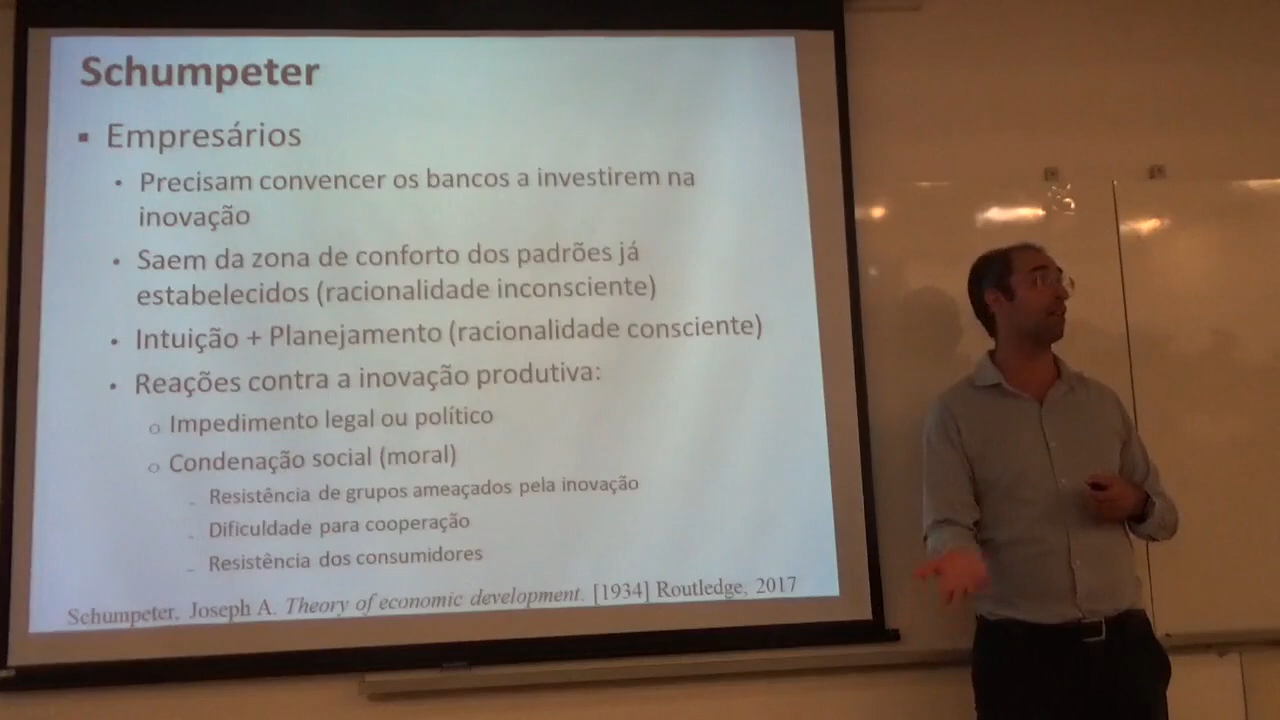 Schumpeter
▪ Empresários
• Precisam convencer os bancos a investirem na
inovação
• Saem da zona de conforto dos padrões já
estabelecidos (racionalidade inconsciente)
• Intuição + Planejamento (racionalidade consciente)
• Reações contra a inovação produtiva:
o Impedimento legal ou político
o Condenação social (moral)
– Resistência de grupos ameaçados pela inovação
– Dificuldade para cooperação
– Resistência dos consumidores
Schumpeter, Joseph A. Theory of economic development. [1934] Routledge, 2017